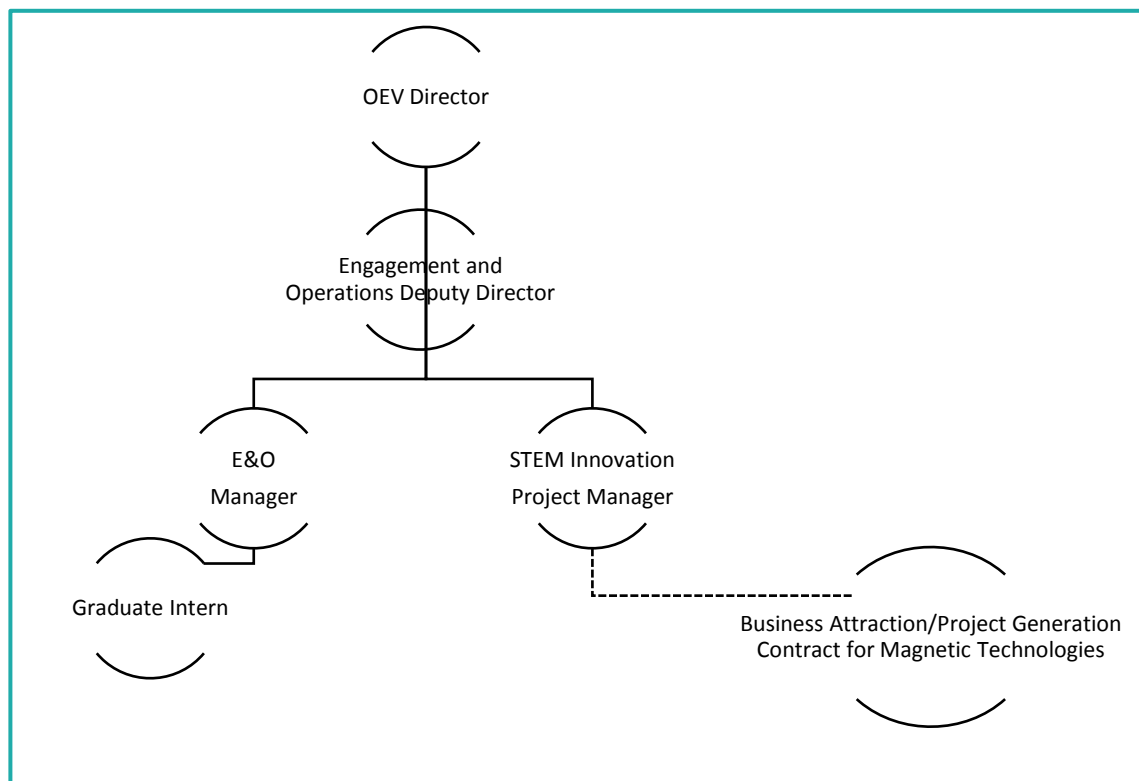 OEV Director
Engagement and
Operations Deputy Director
E&O
Manager
STEM Innovation
Project Manager
Graduate Intern
Business Attraction/Project Generation
Contract for Magnetic Technologies